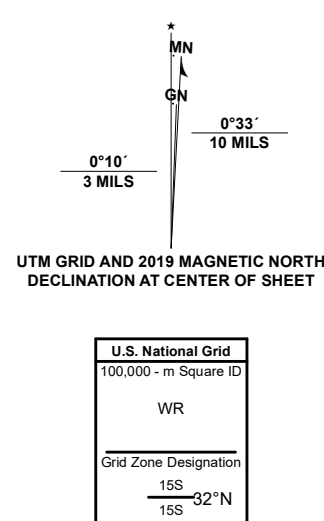 MN
GN
0°33´
10 MILS
0°10´
3 MILS
UTM GRID AND 2019 MAGNETIC NORTH
DECLINATION AT CENTER OF SHEET
U.S. National Grid
100,000 - m Square ID
WR
Grid Zone Designation
15S
32°N
15S